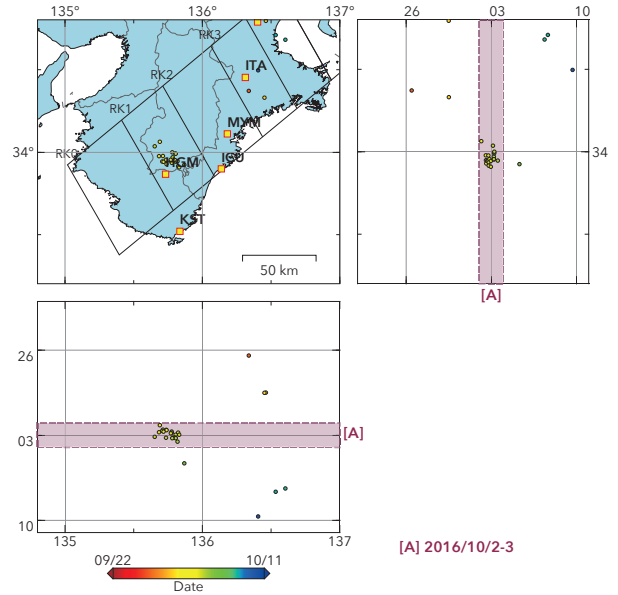 135° 136° 137°
26 03 10
RK3
ITA
RK2
RK1
MYM
34°
RK0
HGM
ICU
34
KST
50 km
[A]
26
03
[A]
10
135 136 137
[A] 2016/10/2-3
09/22 10/11
Date